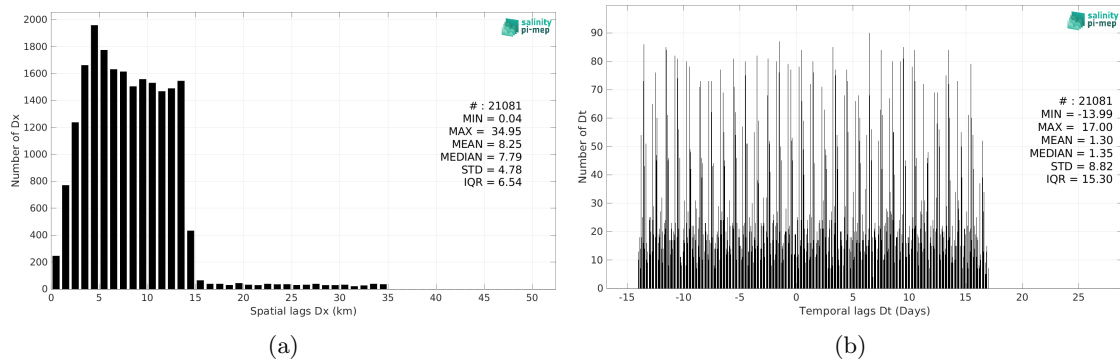 2000
1800
1600
1400
1200
1000
800
600
400
200
0
Number of Dx
0 5 10 15 20 25 30 35 40 45 50
Spatial lags Dx (km)
salinity
pi-mep
# : 21081
MIN = 0.04
MAX = 34.95
MEAN = 8.25
MEDIAN = 7.79
STD = 4.78
IQR = 6.54
(a)
90
80
70
60
50
40
30
20
10
0
Number of Dt
-15 -10 -5 0 5 10 15 20 25
Temporal lags Dt (Days)
salinity
pi-mep
# : 21081
MIN = -13.99
MAX = 17.00
MEAN = 1.30
MEDIAN = 1.35
STD = 8.82
IQR = 15.30
(b)